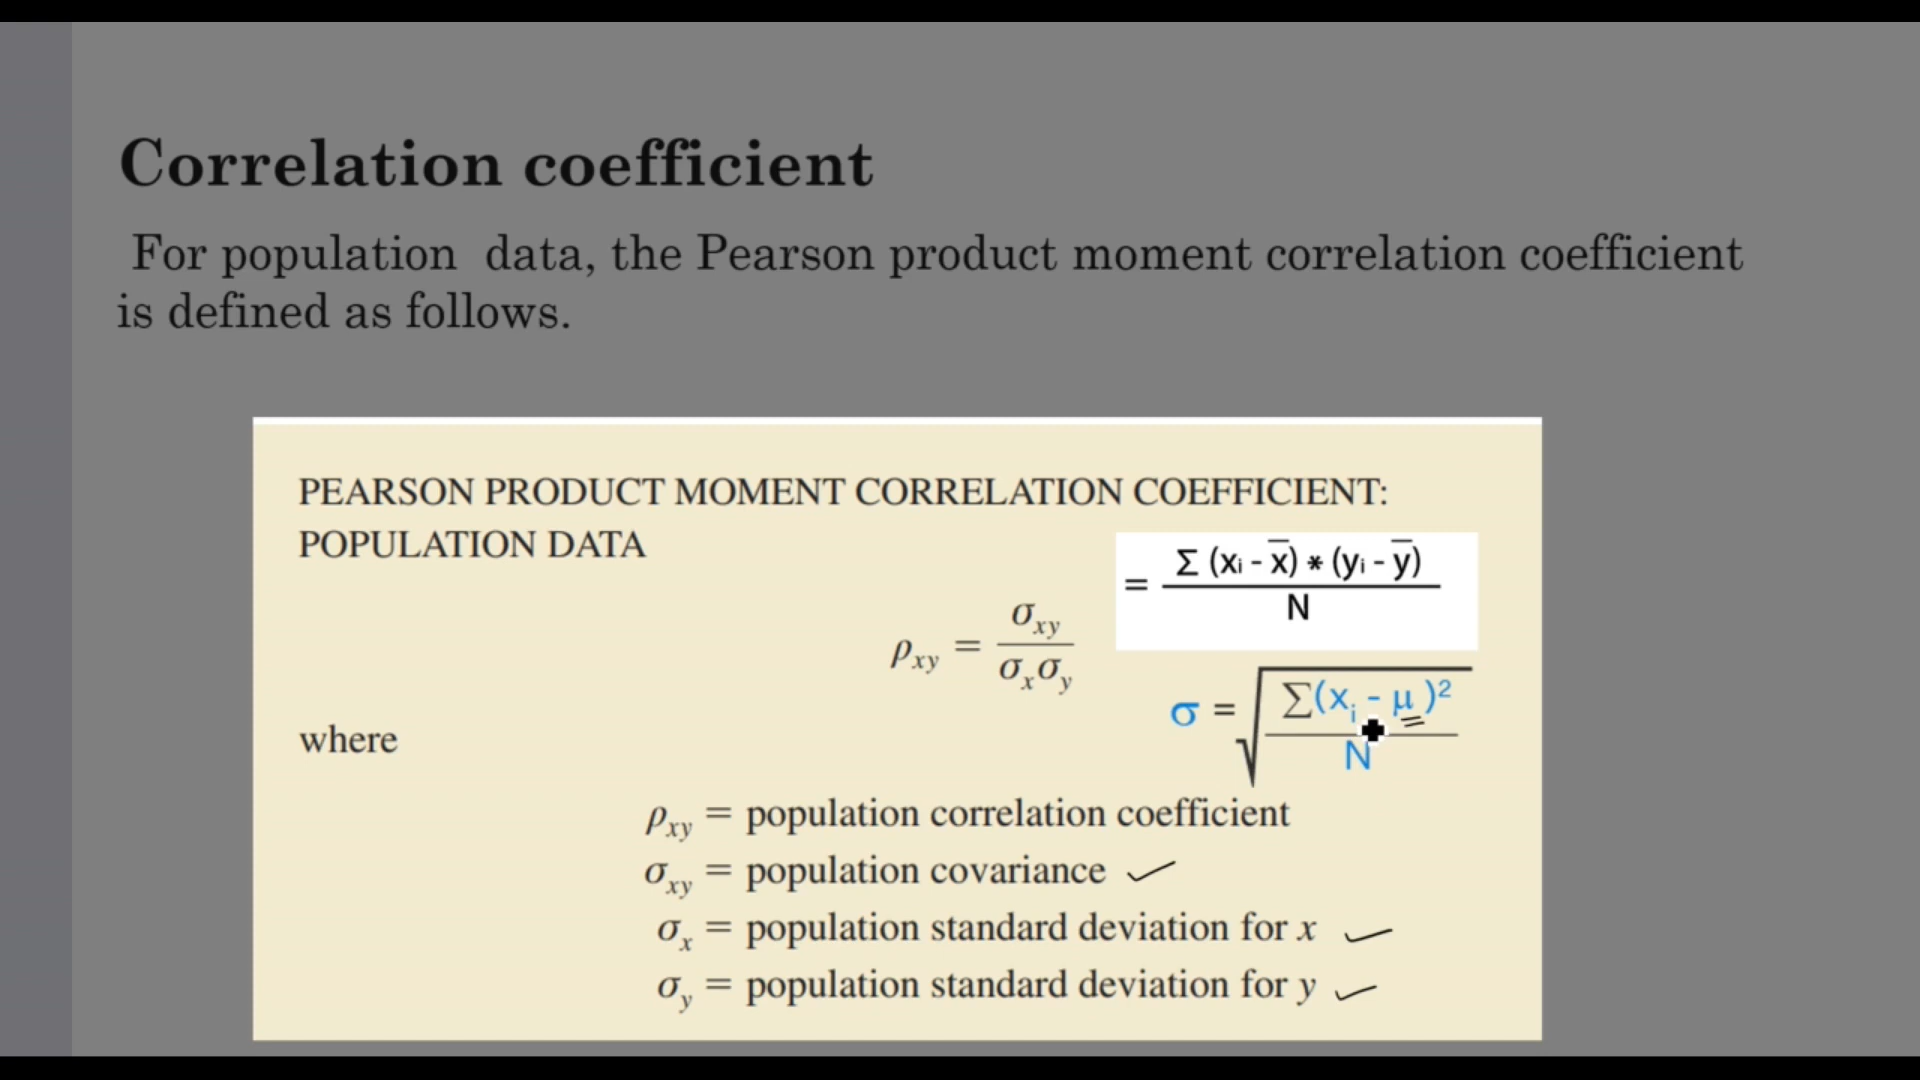 Correlation coefficient
For population data, the Pearson product moment correlation coefficient
is defined as follows.
PEARSON PRODUCT MOMENT CORRELATION COEFFICIENT:
POPULATION DATA
= Σ (xᵢ - x̅) * (yᵢ - y̅) / N
ρxy = σxy / σxσy
σ = √(Σ(xᵢ - μ)² / N)
where
ρxy = population correlation coefficient
σxy = population covariance ✓
σx = population standard deviation for x ✓
σy = population standard deviation for y ✓